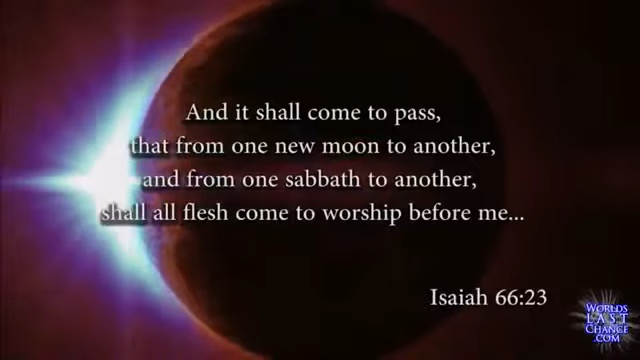 And it shall come to pass,
that from one new moon to another,
and from one sabbath to another,
shall all flesh come to worship before me...
Isaiah 66:23
WORLDS
LAST
CHANCE
.COM